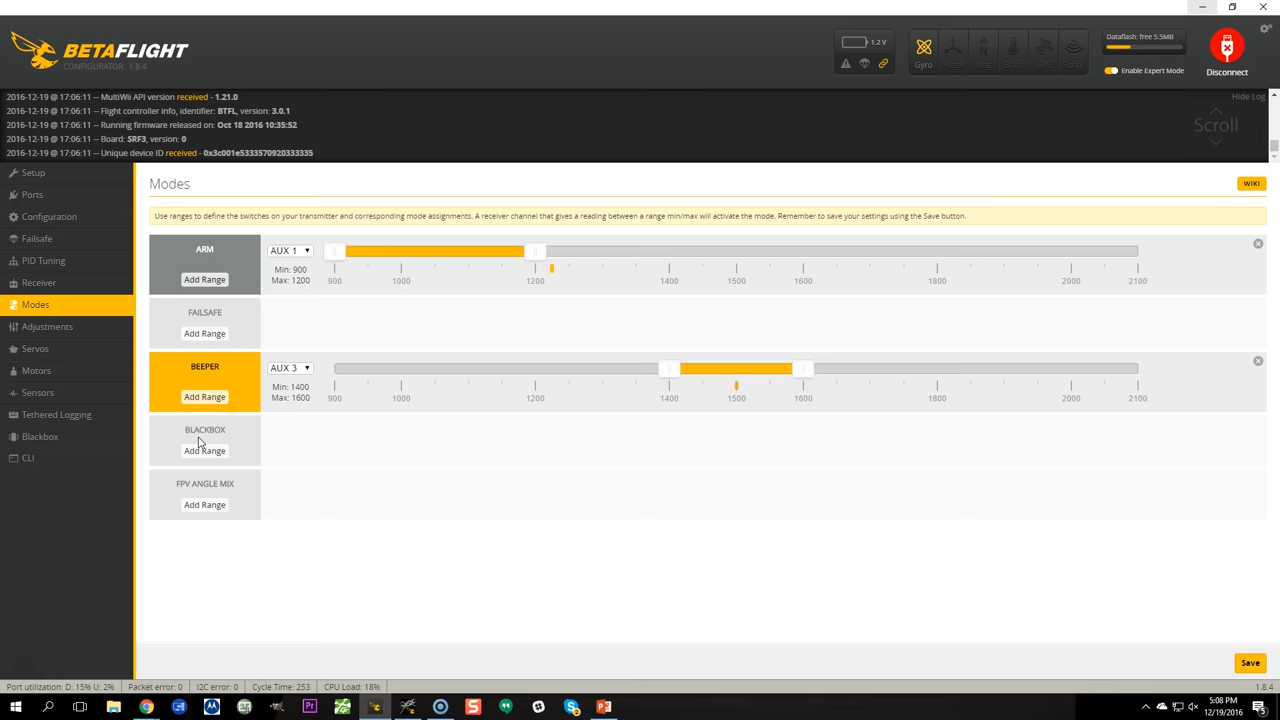 BETAFLIGHT
CONFIGURATOR 1.8.4
1.2 V
Gyro
Accel
Mag
Baro
GPS
Sonar
Dataflash: free 5.5MB
Enable Expert Mode
Disconnect
2016-12-19 @ 17:06:11 -- MultiWii API version received - 1.21.0
Hide Log
2016-12-19 @ 17:06:11 -- Flight controller info, identifier: BTFL, version: 3.0.1
2016-12-19 @ 17:06:11 -- Running firmware released on: Oct 18 2016 10:35:52
Scroll
2016-12-19 @ 17:06:11 -- Board: SRF3, version: 0
2016-12-19 @ 17:06:11 -- Unique device ID received - 0x3c001e5333570920333335
Setup
Ports
Configuration
Failsafe
PID Tuning
Receiver
Modes
Adjustments
Servos
Motors
Sensors
Tethered Logging
Blackbox
CLI
Modes
WIKI
Use ranges to define the switches on your transmitter and corresponding mode assignments. A receiver channel that gives a reading between a range min/max will activate the mode. Remember to save your settings using the Save button.
ARM
Add Range
AUX 1
Min: 900
Max: 1200
900 1000 1200 1400 1500 1600 1800 2000 2100
FAILSAFE
Add Range
BEEPER
Add Range
AUX 3
Min: 1400
Max: 1600
900 1000 1200 1400 1500 1600 1800 2000 2100
BLACKBOX
Add Range
FPV ANGLE MIX
Add Range
Save
Port utilization: D: 15% U: 2% Packet error: 0 I2C error: 0 Cycle Time: 253 CPU Load: 18% 1.8.4
5:08 PM
12/19/2016